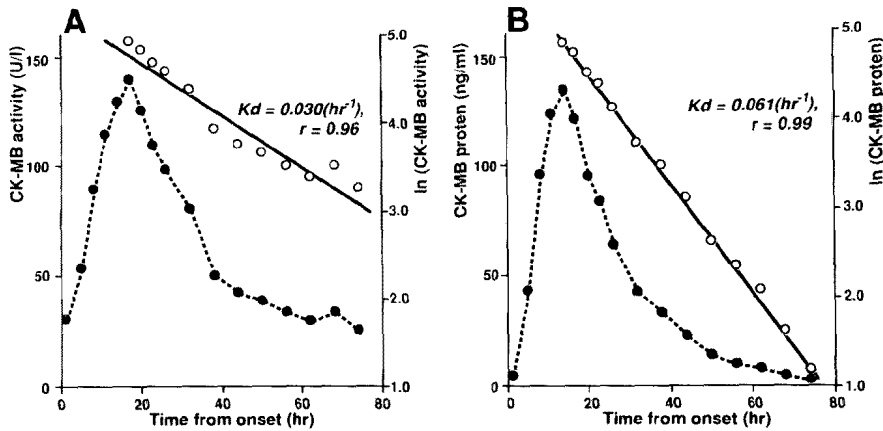 A
CK-MB activity (U/l)
150
100
50
0
5.0
4.0
3.0
2.0
1.0
ln (CK-MB activity)
Kd = 0.030(hr⁻¹),
r = 0.96
0 20 40 60 80
Time from onset (hr)
B
CK-MB proten (ng/ml)
150
100
50
0
5.0
4.0
3.0
2.0
1.0
ln (CK-MB proten)
Kd = 0.061(hr⁻¹),
r = 0.99
0 20 40 60 80
Time from onset (hr)